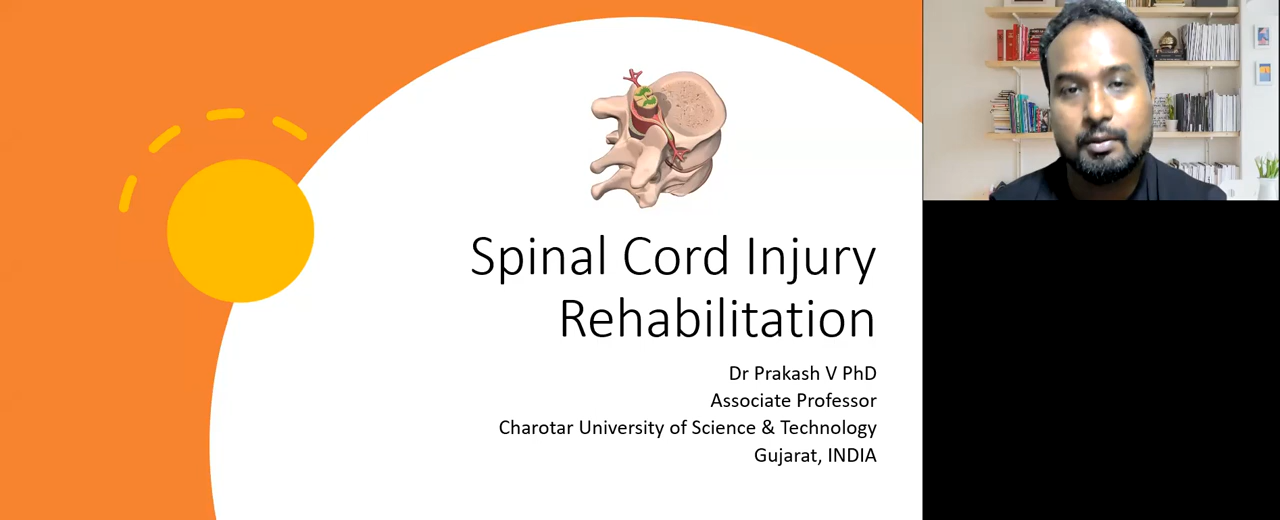 Spinal Cord Injury
Rehabilitation
Dr Prakash V PhD
Associate Professor
Charotar University of Science & Technology
Gujarat, INDIA